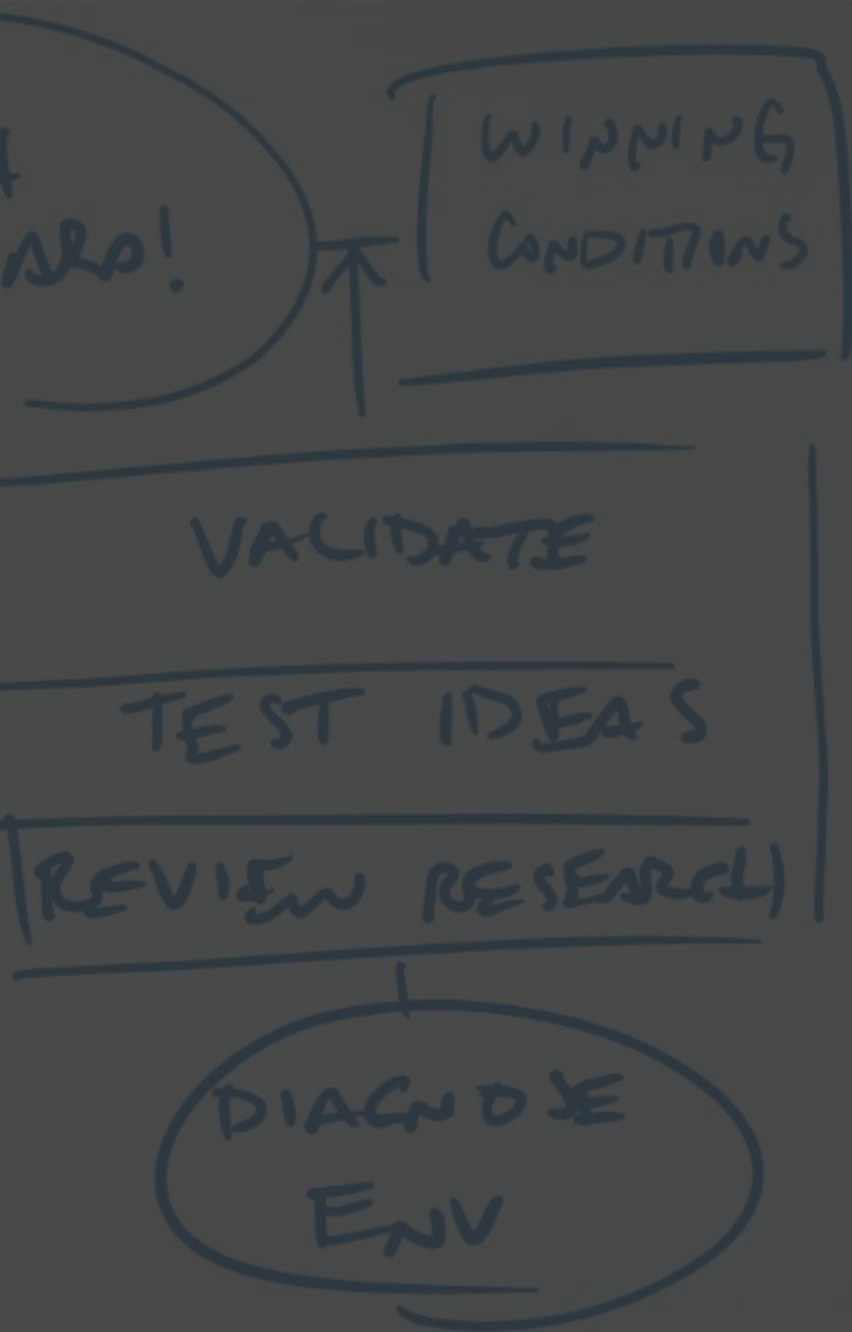 WINNING
CONDITIONS
VALIDATE
TEST IDEAS
REVIEW RESEARCH
DIAGNOSE
ENV